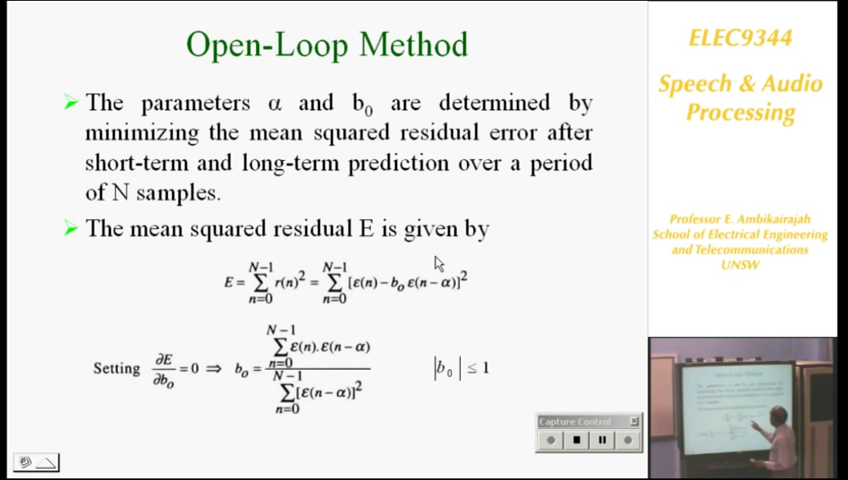 Open-Loop Method
The parameters α and b₀ are determined by
minimizing the mean squared residual error after
short-term and long-term prediction over a period
of N samples.
The mean squared residual E is given by
E = ∑_{n=0}^{N−1} r(n)² = ∑_{n=0}^{N−1} [ε(n) − b₀ ε(n − α)]²
Setting ∂E/∂b₀ = 0 ⇒ b₀ = ∑_{n=0}^{N−1} ε(n).ε(n − α) / ∑_{n=0}^{N−1} [ε(n − α)]² |b₀| ≤ 1
Capture Control
ELEC9344
Speech & Audio
Processing
Professor E. Ambikairajah
School of Electrical Engineering
and Telecommunications
UNSW